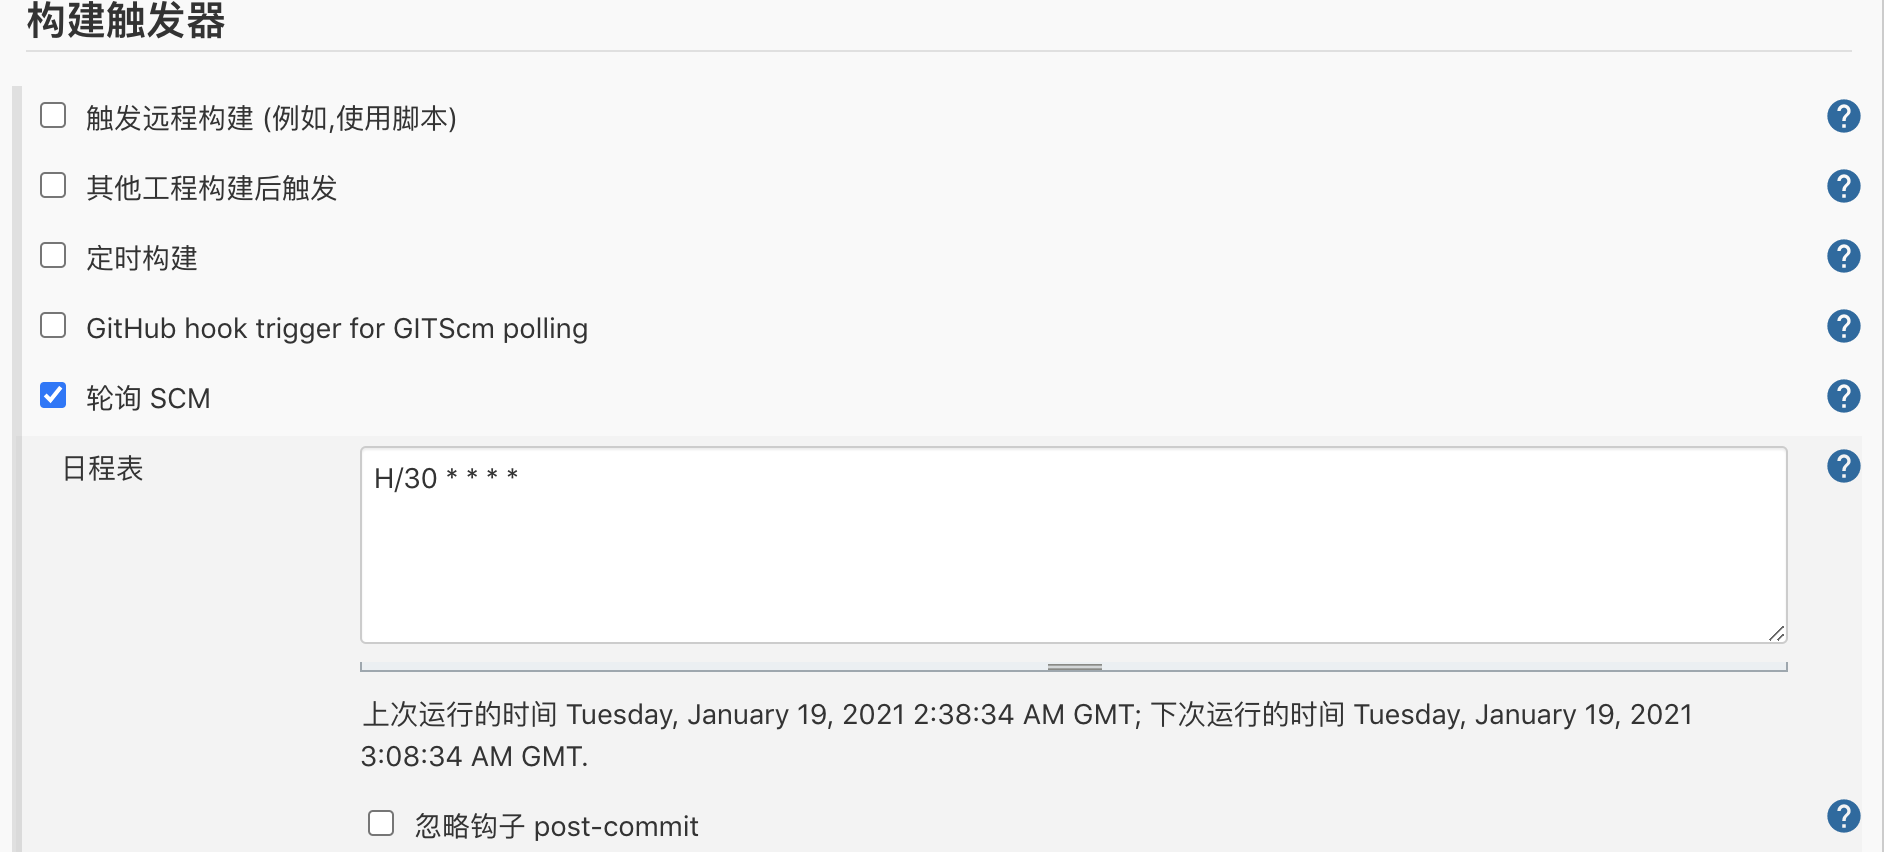 构建触发器
触发远程构建 (例如,使用脚本)
其他工程构建后触发
定时构建
GitHub hook trigger for GITScm polling
轮询 SCM
日程表
H/30 * * * *
上次运行的时间 Tuesday, January 19, 2021 2:38:34 AM GMT; 下次运行的时间 Tuesday, January 19, 2021
3:08:34 AM GMT.
忽略钩子 post-commit